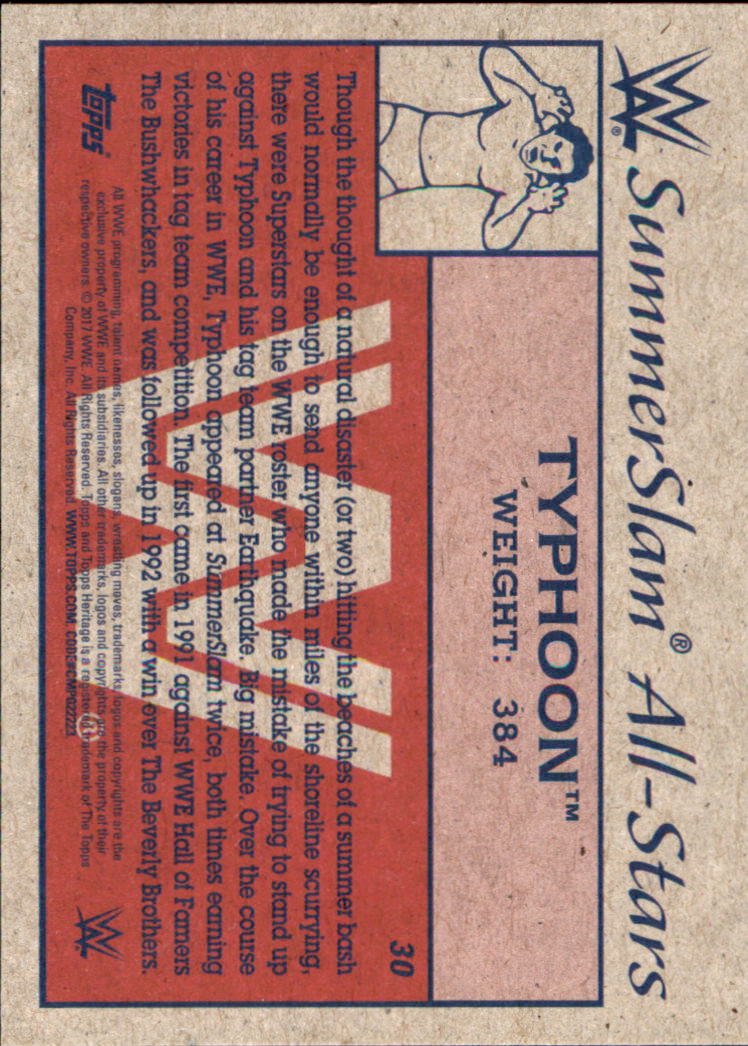 W SummerSlam® All-Stars
TYPHOON™
WEIGHT: 384
30
Though the thought of a natural disaster (or two) hitting the beaches of a summer bash
would normally be enough to send anyone within miles of the shoreline scurrying,
there were Superstars on the WWE roster who made the mistake of trying to stand up
against Typhoon and his tag team partner Earthquake. Big mistake. Over the course
of his career in WWE, Typhoon appeared at SummerSlam twice, both times earning
victories in tag team competition. The first came in 1991 against WWE Hall of Famers
The Bushwhackers, and was followed up in 1992 with a win over The Beverly Brothers.
topps®
All WWE programming, talent names, likenesses, slogans, wrestling moves, trademarks, logos and copyrights are the
exclusive property of WWE and its subsidiaries. All other trademarks, logos and copyrights are the property of their
respective owners. © 2017 WWE. All Rights Reserved. Topps and Topps Heritage is a registered trademark of The Topps
Company, Inc. All Rights Reserved. WWW.TOPPS.COM. CODE#CMP022223